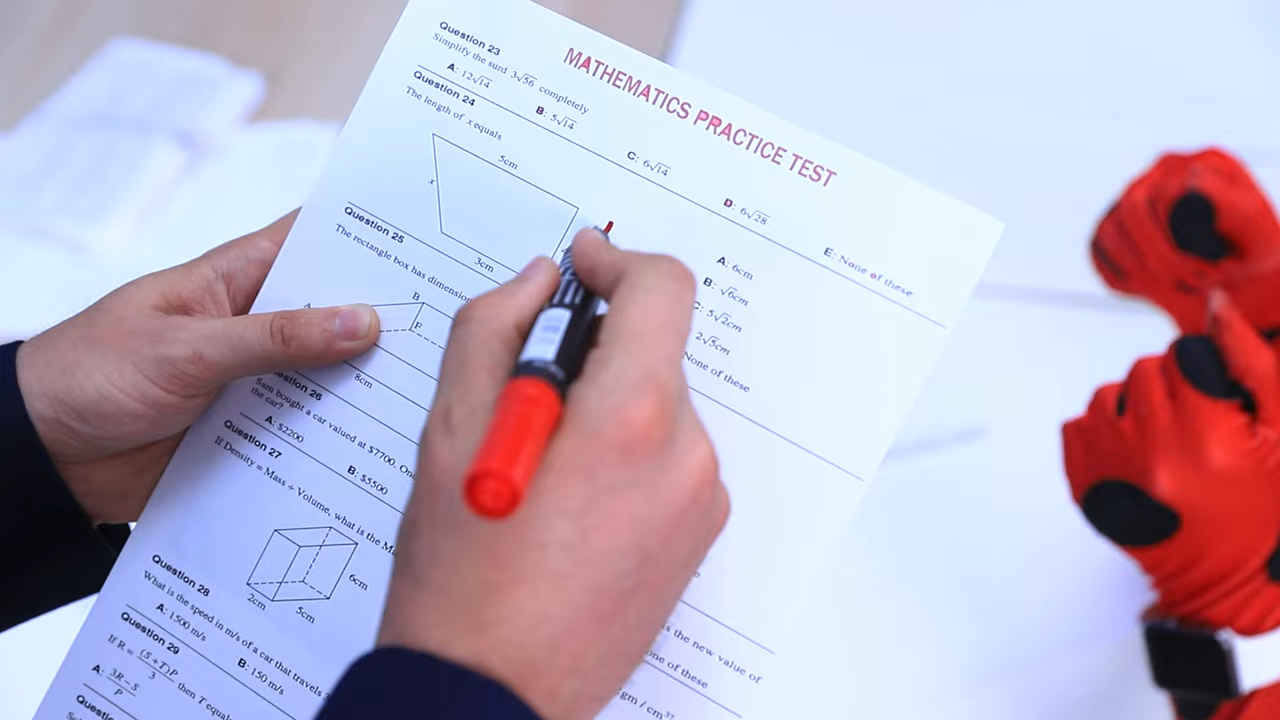 MATHEMATICS PRACTICE TEST
Question 23
Simplify the surd 3√56 completely
A: 12√14 B: 5√14 C: 6√14 D: 6√28 E: None of these
Question 24
The length of x equals
5cm
x
3cm
A: 6cm
B: √6cm
C: 5√2cm
2√5cm
None of these
Question 25
The rectangle box has dimension
B
F
8cm
Question 26
Sam bought a car valued at $7700.
the car?
A: $2200 B: $5500
is the new value of
one of these
Question 27
If Density = Mass ÷ Volume, what is the
gm / cm³?
6cm
2cm
5cm
Question 28
What is the speed in m/s of a car that travels
A: 1500 m/s B: 150 m/s
Question 29
If R = (S+T)P/3 then T equals
A: 3R-S/P